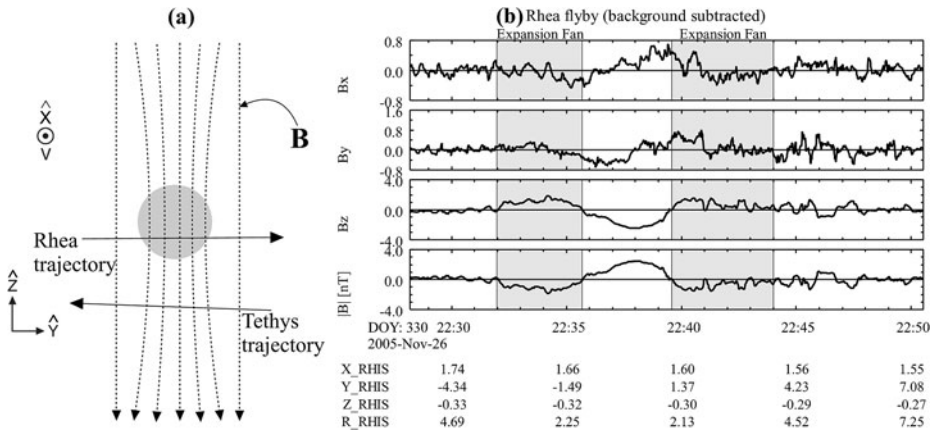 (a)
X̂
V
B
Rhea
trajectory
Ẑ
Ŷ
Tethys
trajectory
(b) Rhea flyby (background subtracted)
Expansion Fan Expansion Fan
0.8
Bx 0.0
-0.8
1.6
0.8
By 0.0
-0.8
4.0
Bz 0.0
-4.0
4.0
|B| [nT] 0.0
-4.0
DOY: 330 22:30 22:35 22:40 22:45 22:50
2005-Nov-26
X_RHIS 1.74 1.66 1.60 1.56 1.55
Y_RHIS -4.34 -1.49 1.37 4.23 7.08
Z_RHIS -0.33 -0.32 -0.30 -0.29 -0.27
R_RHIS 4.69 2.25 2.13 4.52 7.25